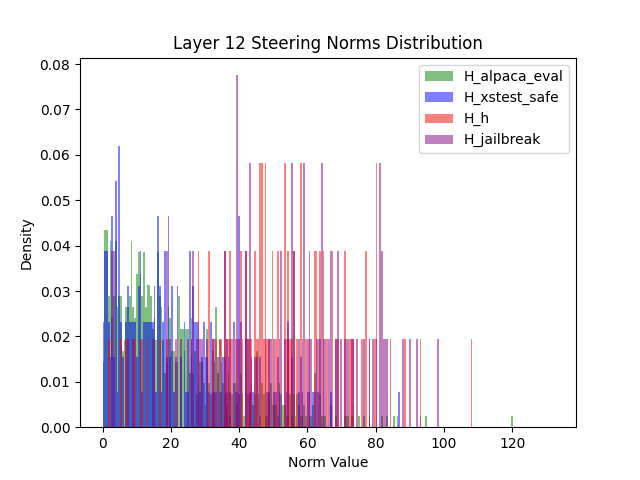 Layer 12 Steering Norms Distribution
H_alpaca_eval
H_xstest_safe
H_h
H_jailbreak
0.08
0.07
0.06
0.05
0.04
0.03
0.02
0.01
0.00
Density
0 20 40 60 80 100 120
Norm Value